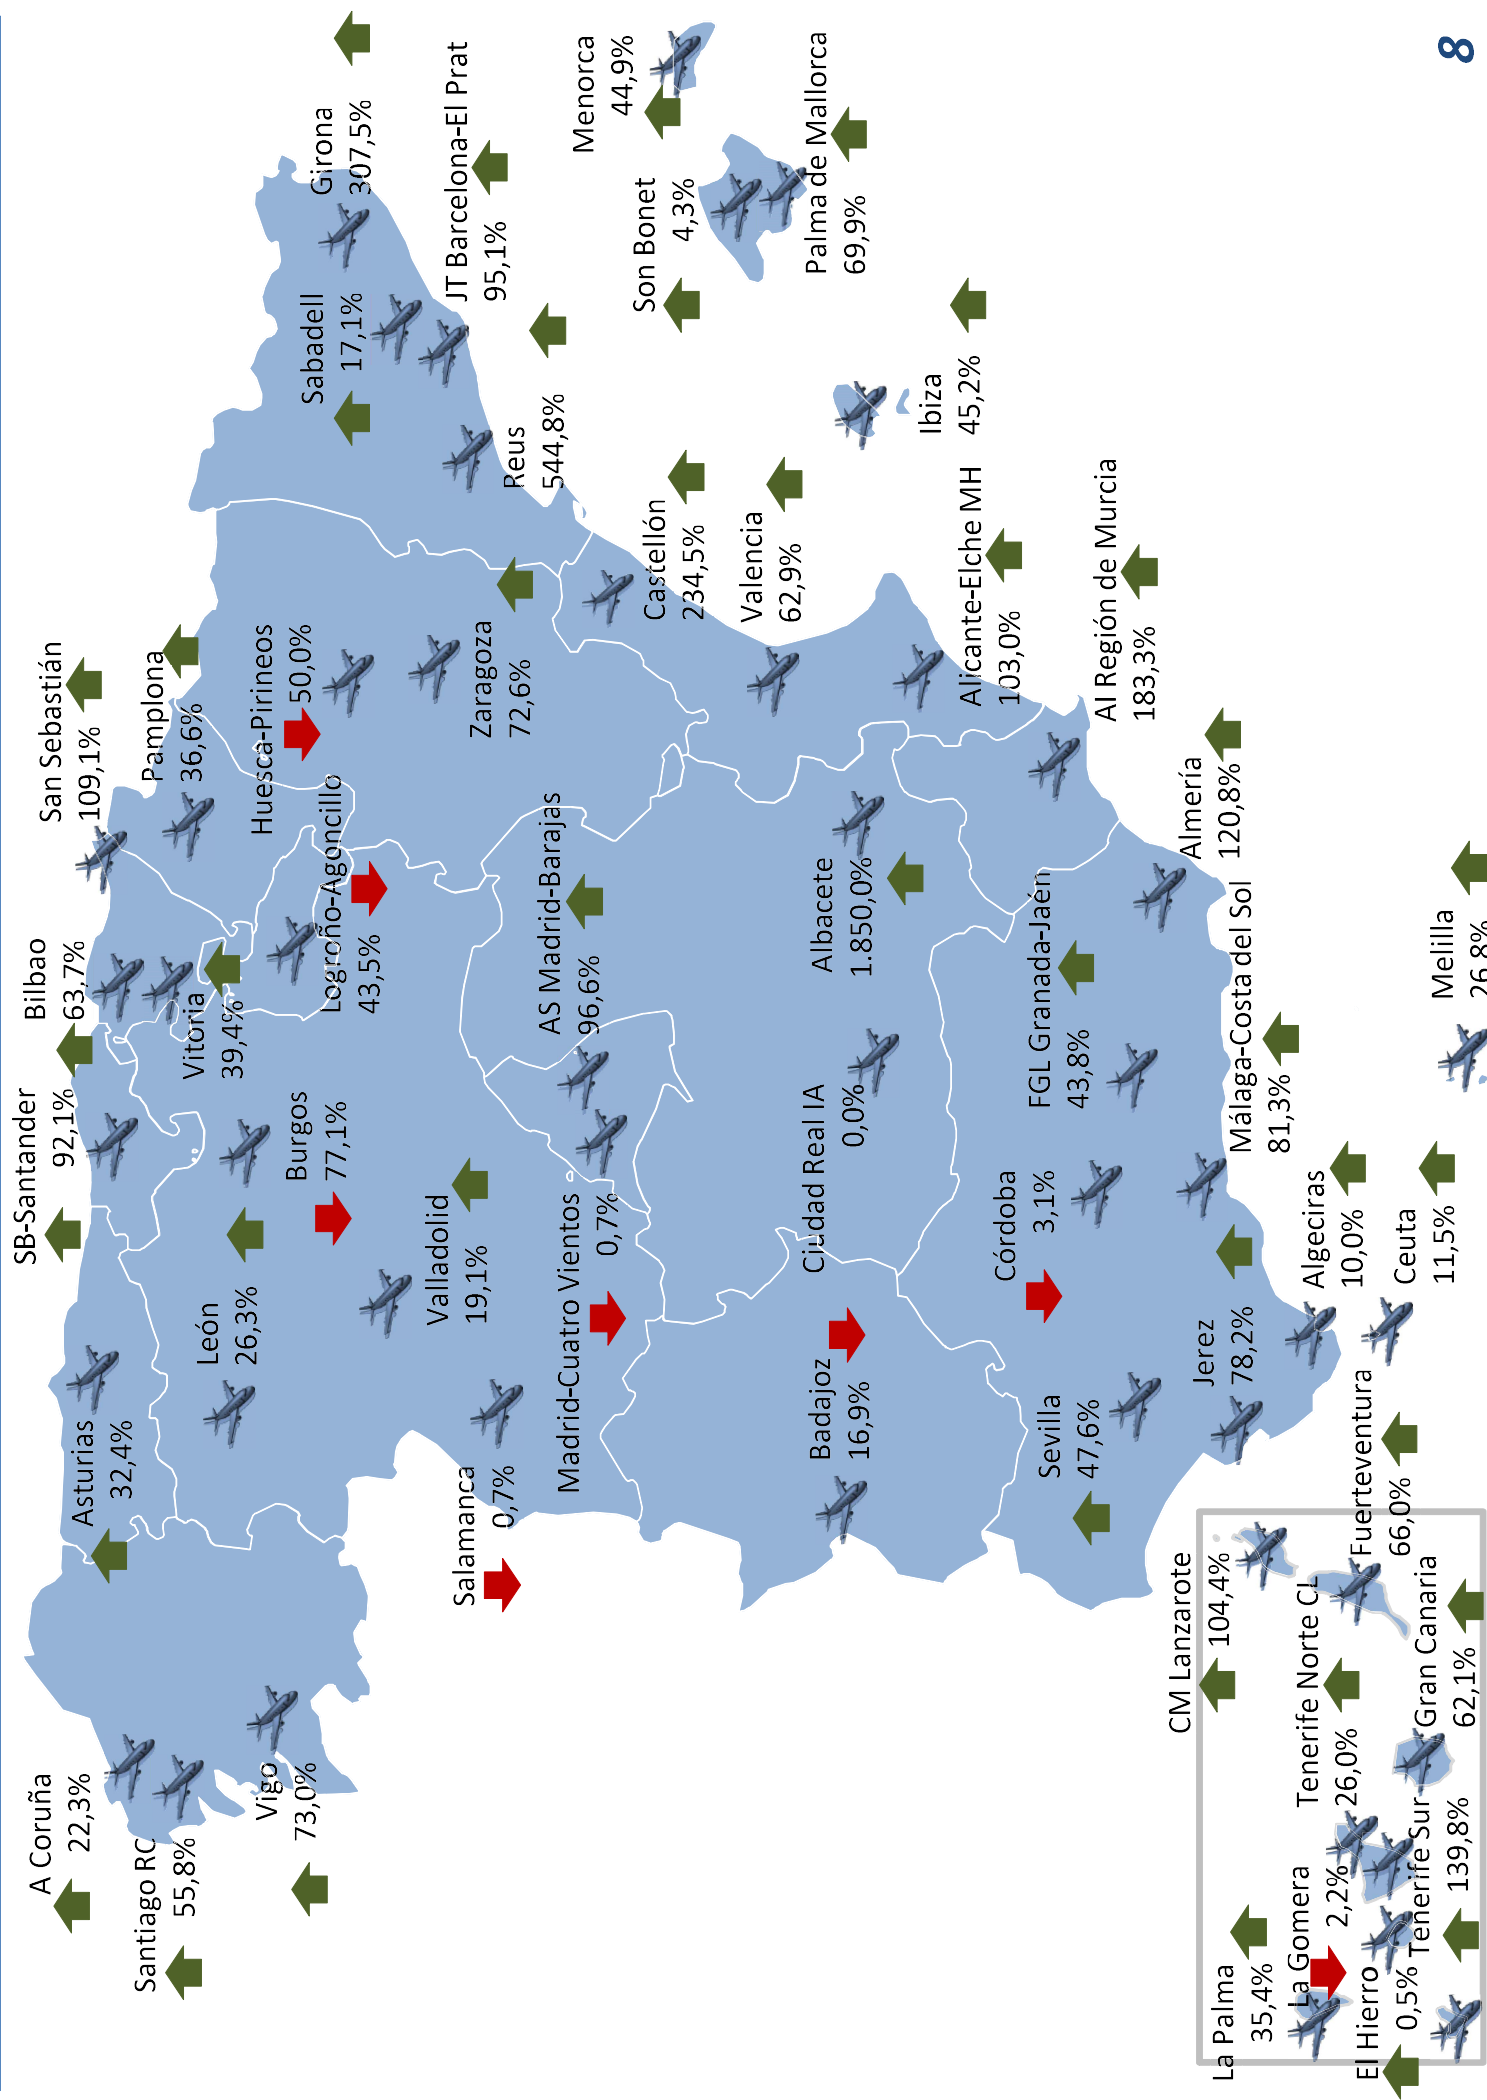 SB-Santander
92,1%
Bilbao
63,7%
San Sebastián
109,1%
A Coruña
22,3%
Asturias
32,4%
Pamplona
36,6%
Santiago RC
55,8%
Vitoria
39,4%
León
26,3%
Huesca-Pirineos
50,0%
Vigo
73,0%
Burgos
77,1%
Logroño-Agoncillo
43,5%
Sabadell
17,1%
Girona
307,5%
Valladolid
19,1%
Zaragoza
72,6%
JT Barcelona-El Prat
95,1%
Salamanca
0,7%
Reus
544,8%
Madrid-Cuatro Vientos
0,7%
AS Madrid-Barajas
96,6%
Menorca
44,9%
Castellón
234,5%
Son Bonet
4,3%
Valencia
62,9%
Palma de Mallorca
69,9%
Badajoz
16,9%
Ciudad Real IA
0,0%
Albacete
1.850,0%
Ibiza
45,2%
Alicante-Elche MH
103,0%
Córdoba
3,1%
FGL Granada-Jaén
43,8%
Sevilla
47,6%
AI Región de Murcia
183,3%
Jerez
78,2%
Almería
120,8%
Málaga-Costa del Sol
81,3%
CM Lanzarote
104,4%
Algeciras
10,0%
La Palma
35,4%
Tenerife Norte CL
26,0%
Fuerteventura
66,0%
Ceuta
11,5%
La Gomera
2,2%
Gran Canaria
62,1%
Melilla
26,8%
El Hierro
0,5%
Tenerife Sur
139,8%
8